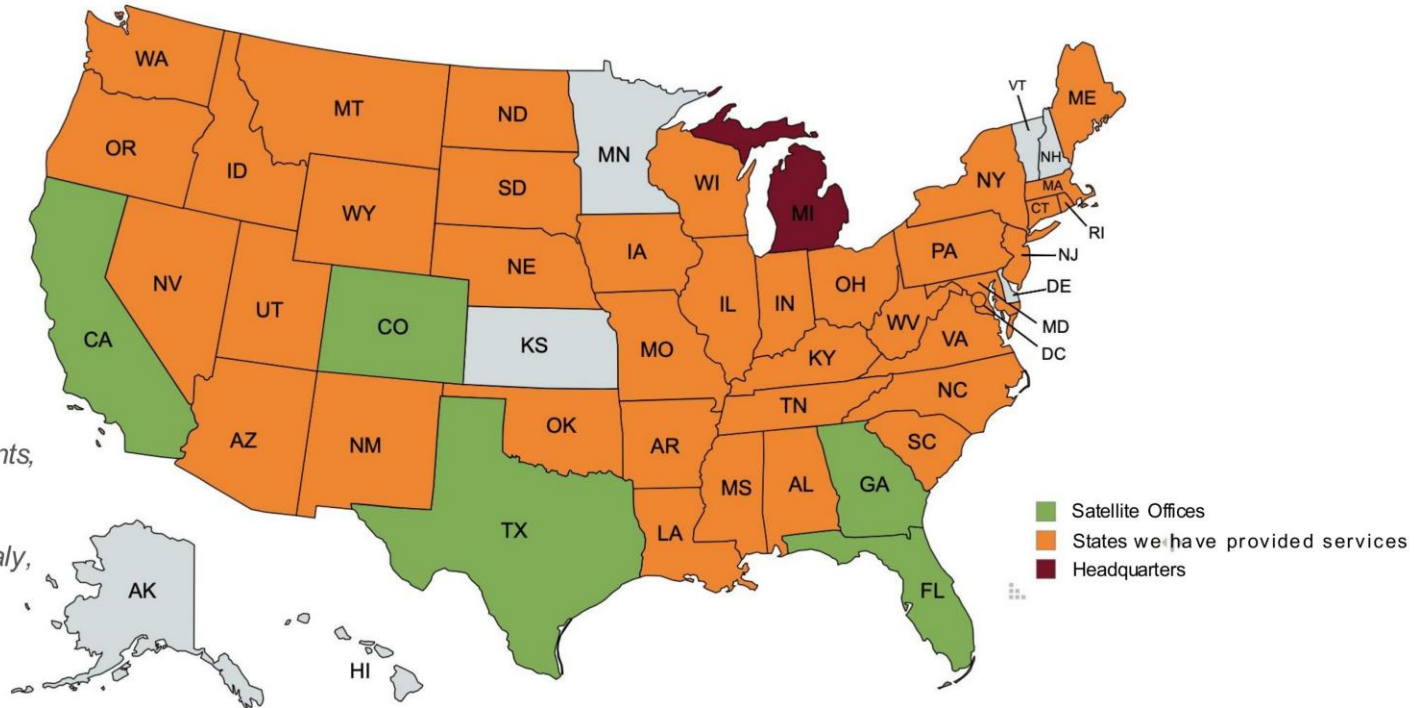 WA
MT
ND
MN
VT
ME
OR
ID
SD
WI
NH
NY
MA
WY
MI
CT
RI
IA
PA
NJ
NV
NE
OH
UT
IL
IN
DE
CO
WV
MD
CA
KS
MO
VA
DC
KY
NC
TN
AZ
NM
OK
AR
SC
nts,
MS
AL
GA
TX
LA
Satellite Offices
States we have provided services
Headquarters
aly,
AK
FL
HI